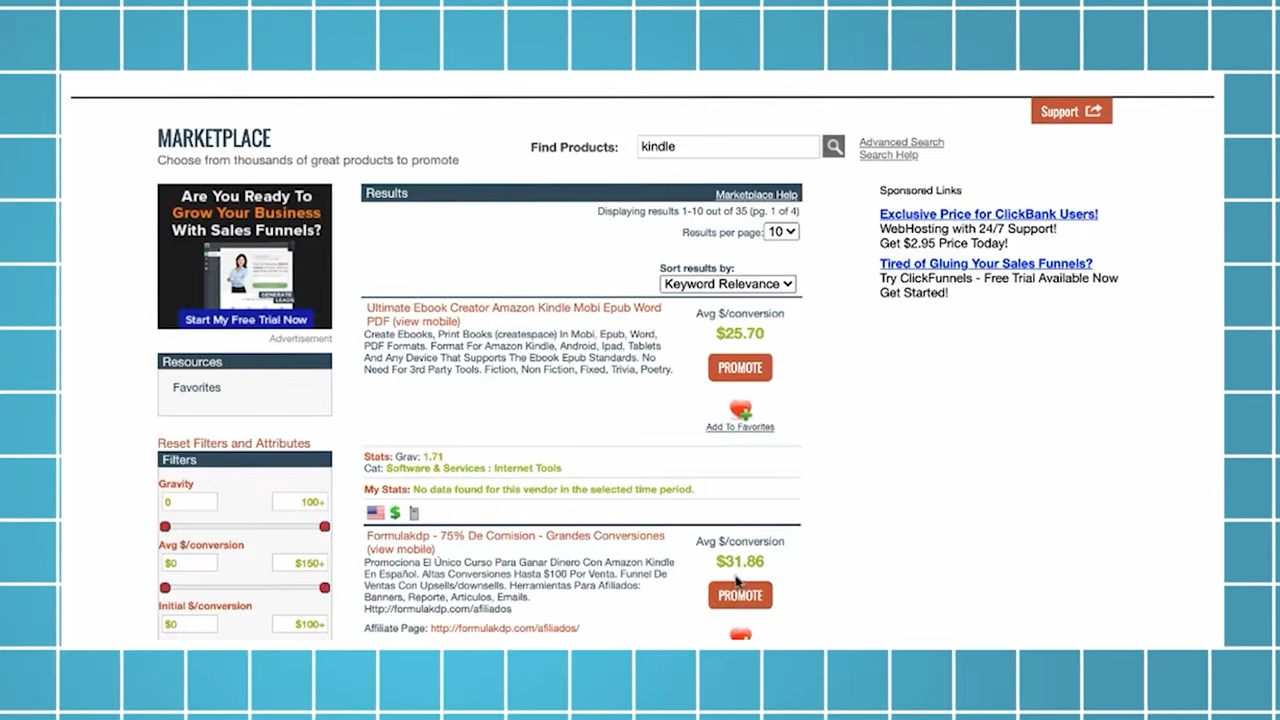 Support
MARKETPLACE
Choose from thousands of great products to promote
Find Products:
kindle
Advanced Search
Search Help
Are You Ready To
Grow Your Business
With Sales Funnels?
GENERATE
LEADS
Start My Free Trial Now
Advertisement
Resources
Favorites
Reset Filters and Attributes
Filters
Gravity
0 100+
Avg $/conversion
$0 $150+
Initial $/conversion
$0 $100+
Results Marketplace Help
Displaying results 1-10 out of 35 (pg. 1 of 4)
Results per page: 10
Sort results by:
Keyword Relevance
Ultimate Ebook Creator Amazon Kindle Mobi Epub Word
PDF (view mobile)
Create Ebooks, Print Books (createspace) In Mobi, Epub, Word,
PDF Formats. Format For Amazon Kindle, Android, Ipad, Tablets
And Any Device That Supports The Ebook Epub Standards. No
Need For 3rd Party Tools. Fiction, Non Fiction, Fixed, Trivia, Poetry.
Avg $/conversion
$25.70
PROMOTE
Add To Favorites
Stats: Grav: 1.71
Cat: Software & Services : Internet Tools
My Stats: No data found for this vendor in the selected time period.
$
Formulakdp - 75% De Comision - Grandes Conversiones
(view mobile)
Promociona El Único Curso Para Ganar Dinero Con Amazon Kindle
En Español. Altas Conversiones Hasta $100 Por Venta. Funnel De
Ventas Con Upsells/downsells. Herramientas Para Afiliados:
Banners, Reporte, Articulos, Emails.
Http://formulakdp.com/afiliados
Affiliate Page: http://formulakdp.com/afiliados/
Avg $/conversion
$31.86
PROMOTE
Sponsored Links
Exclusive Price for ClickBank Users!
WebHosting with 24/7 Support!
Get $2.95 Price Today!
Tired of Gluing Your Sales Funnels?
Try ClickFunnels - Free Trial Available Now
Get Started!